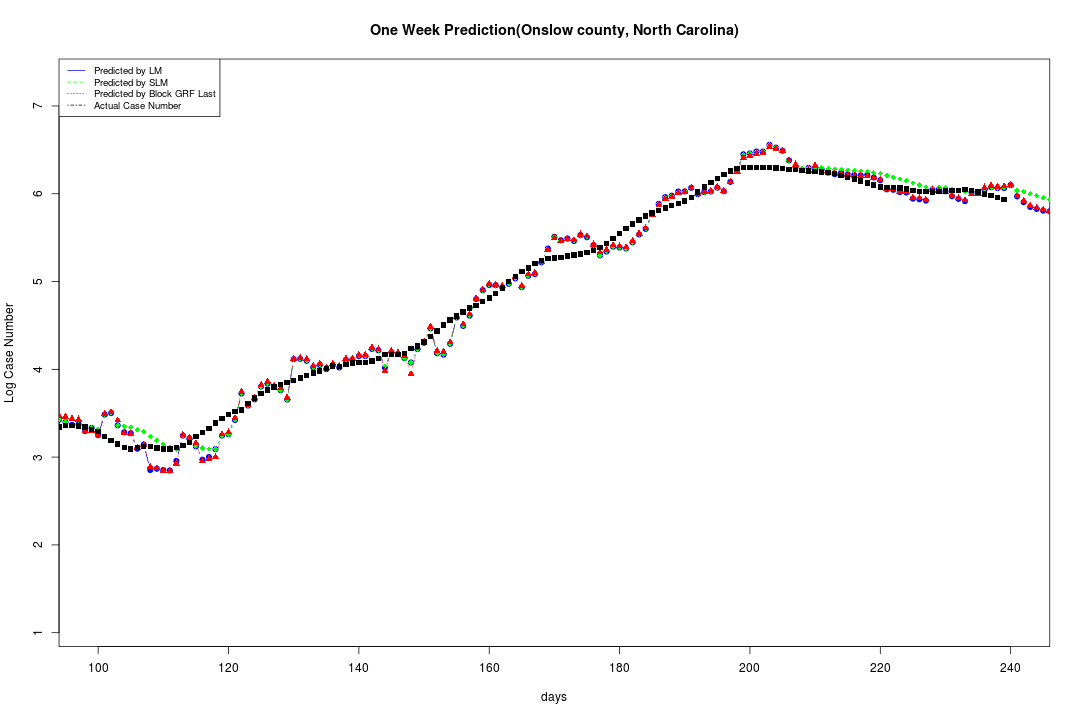 One Week Prediction(Onslow county, North Carolina)
Predicted by LM
Predicted by SLM
Predicted by Block GRF Last
Actual Case Number
7
6
5
4
3
2
1
Log Case Number
100 120 140 160 180 200 220 240
days